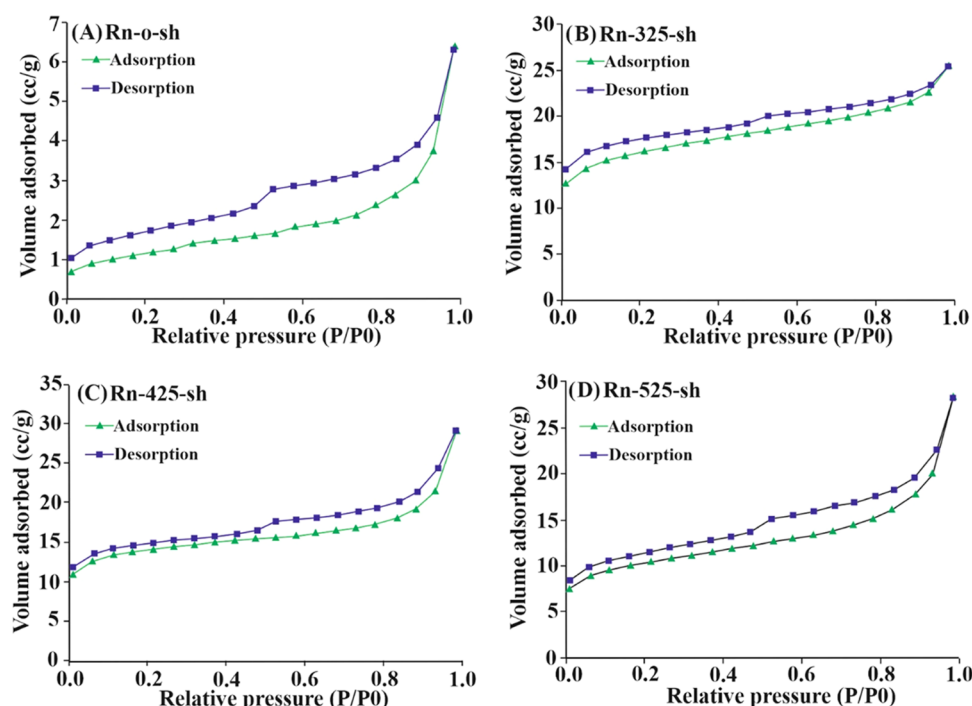 (A) Rn-o-sh
Adsorption
Desorption
Volume adsorbed (cc/g)
7
6
5
4
3
2
1
0
0.0 0.2 0.4 0.6 0.8 1.0
Relative pressure (P/P0)
(B) Rn-325-sh
Adsorption
Desorption
Volume adsorbed (cc/g)
30
25
20
15
10
5
0
0.0 0.2 0.4 0.6 0.8 1.0
Relative pressure (P/P0)
(C) Rn-425-sh
Adsorption
Desorption
Volume adsorbed (cc/g)
35
30
25
20
15
10
5
0
0.0 0.2 0.4 0.6 0.8 1.0
Relative pressure (P/P0)
(D) Rn-525-sh
Adsorption
Desorption
Volume adsorbed (cc/g)
30
25
20
15
10
5
0
0.0 0.2 0.4 0.6 0.8 1.0
Relative pressure (P/P0)